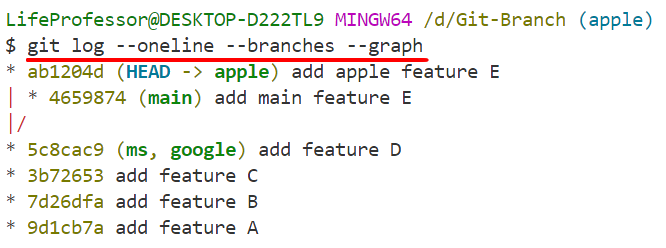 LifeProfessor@DESKTOP-D222TL9 MINGW64 /d/Git-Branch (apple)
$ git log --oneline --branches --graph
* ab1204d (HEAD -> apple) add apple feature E
| * 4659874 (main) add main feature E
|/
* 5c8cac9 (ms, google) add feature D
* 3b72653 add feature C
* 7d26dfa add feature B
* 9d1cb7a add feature A